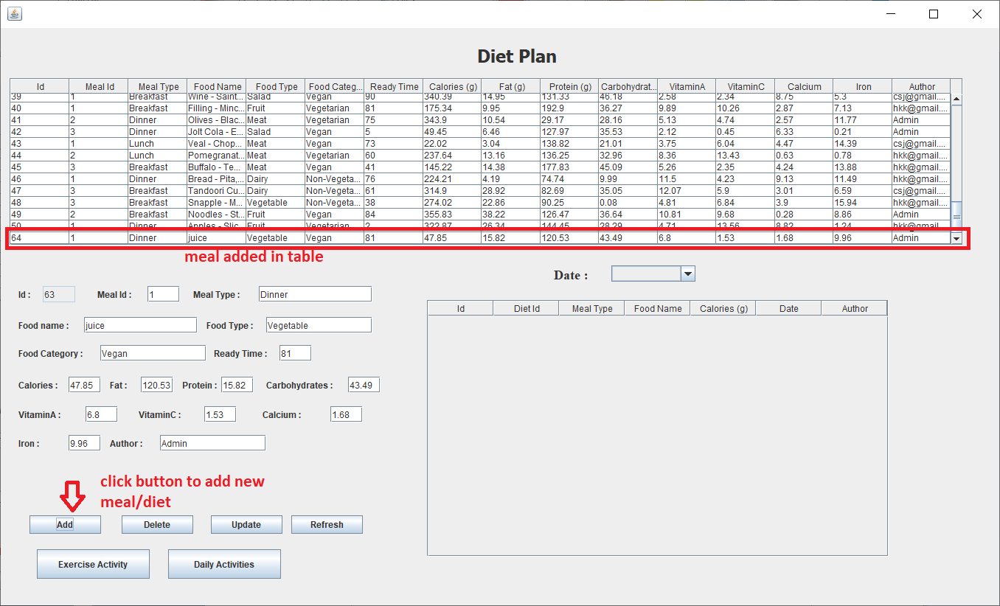 Diet Plan
Id Meal Id Meal Type Food Name Food Type Food Categ... Ready Time Calories (g) Fat (g) Protein (g) Carbohydrat... VitaminA VitaminC Calcium Iron Author
39 1 Breakfast Wine - Saint... Salad Vegan 90 340.39 14.95 131.33 46.18 2.58 2.34 8.75 5.3 csj@gmail....
40 1 Breakfast Filling - Minc... Fruit Vegetarian 81 175.34 9.95 192.9 36.27 9.89 10.26 2.87 7.13 hkk@gmail....
41 2 Dinner Olives - Blac... Meat Vegetarian 75 343.9 10.54 29.17 28.16 5.13 4.74 2.57 11.77 Admin
42 3 Dinner Jolt Cola - E... Salad Vegan 5 49.45 6.46 127.97 35.53 2.12 0.45 6.33 0.21 Admin
43 1 Lunch Veal - Chop... Meat Vegan 73 22.02 3.04 138.82 21.01 3.75 6.04 4.47 14.39 csj@gmail....
44 2 Lunch Pomegranat... Meat Vegetarian 60 237.64 13.16 136.25 32.96 8.36 13.43 0.63 0.78 hkk@gmail....
45 3 Breakfast Buffalo - Te... Meat Vegan 41 145.22 14.38 177.83 45.09 5.26 2.35 4.24 13.88 hkk@gmail....
46 1 Dinner Bread - Pita,... Dairy Non-Vegeta... 76 224.21 4.19 74.74 9.99 11.5 4.23 9.13 11.49 hkk@gmail....
47 3 Breakfast Tandoori Cu... Dairy Non-Vegeta... 61 314.9 28.92 82.69 35.05 12.07 5.9 3.01 6.59 csj@gmail....
48 3 Breakfast Snapple - M... Vegetable Non-Vegeta... 38 274.02 22.86 90.25 0.08 4.81 6.84 3.9 15.94 hkk@gmail....
49 2 Breakfast Noodles - St... Fruit Vegan 84 355.83 38.22 126.47 36.64 10.81 9.68 0.28 8.86 Admin
50 1 Dinner Apples - Slic... Fruit Vegetarian 2 322.87 26.34 144.45 28.29 4.71 13.56 8.82 1.24 hkk@gmail....
64 1 Dinner juice Vegetable Vegan 81 47.85 15.82 120.53 43.49 6.8 1.53 1.68 9.96 Admin
meal added in table
Date :
Id : 63 Meal Id : 1 Meal Type : Dinner
Food name : juice Food Type : Vegetable
Food Category : Vegan Ready Time : 81
Calories : 47.85 Fat : 120.53 Protein : 15.82 Carbohydrates : 43.49
VitaminA : 6.8 VitaminC : 1.53 Calcium : 1.68
Iron : 9.96 Author : Admin
Id Diet Id Meal Type Food Name Calories (g) Date Author
click button to add new
meal/diet
Add Delete Update Refresh
Exercise Activity Daily Activities